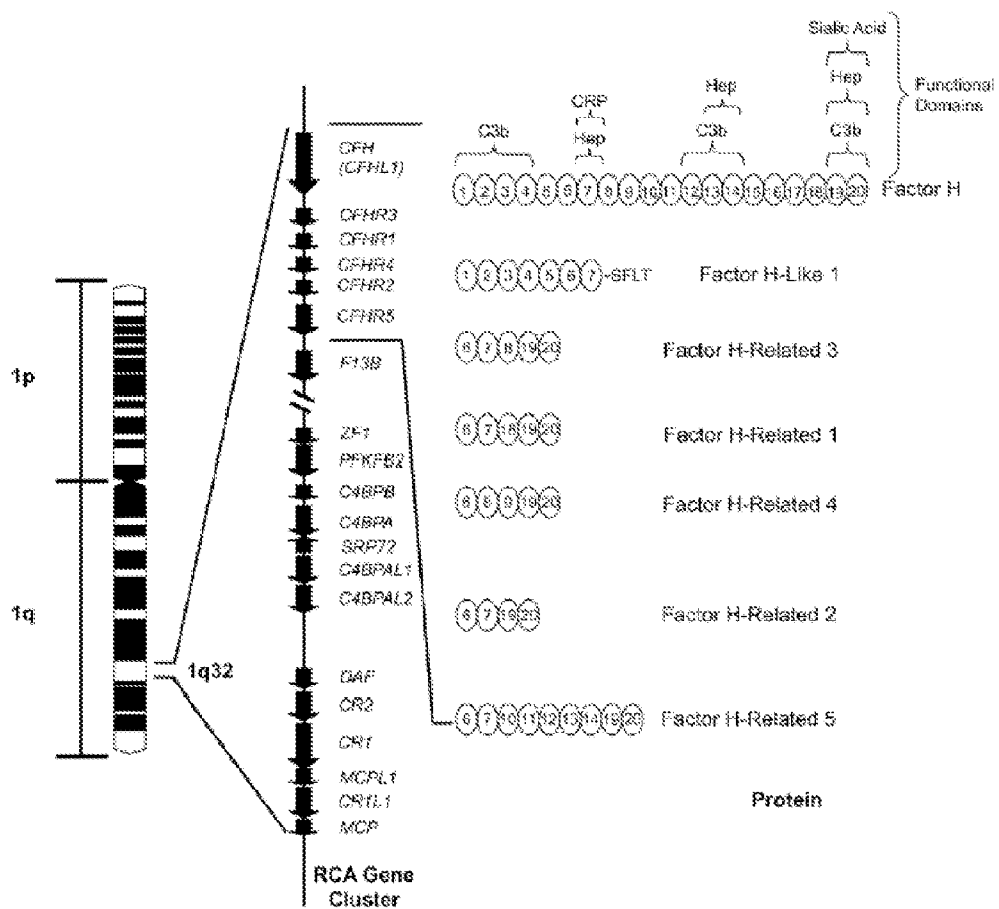 Sialic Acid
Hep
Functional
Domains
CRP
Hep
C3b
Hep
C3b
C3b
1 2 3 4 5 6 7 8 9 10 11 12 13 14 15 16 17 18 19 20 Factor H
CFH
(CFHL1)
CFHR3
CFHR1
CFHR4
CFHR2
CFHR5
F13B
ZF1
PFKFB2
C4BPB
C4BPA
SRP72
C4BPAL1
C4BPAL2
DAF
CR2
CR1
MCPL1
CR1L1
MCP
RCA Gene
Cluster
1 2 3 4 5 6 7 -SFLT Factor H-Like 1
6 7 8 19 20 Factor H-Related 3
6 7 18 19 20 Factor H-Related 1
6 9 19 20 Factor H-Related 4
6 7 19 20 Factor H-Related 2
6 7 10 11 12 13 14 19 20 Factor H-Related 5
Protein
1p
1q
1q32